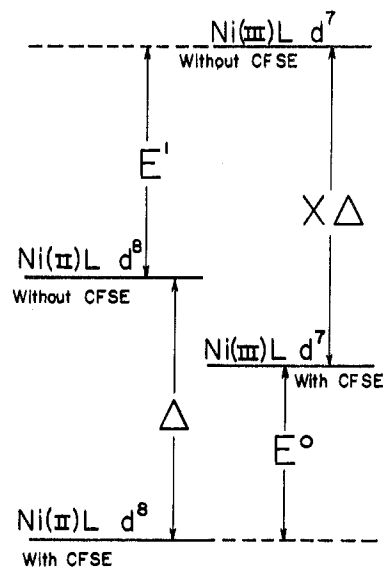 Ni(III)L d⁷
Without CFSE
E'
X Δ
Ni(II)L d⁸
Without CFSE
Ni(III)L d⁷
With CFSE
Δ
E°
Ni(II)L d⁸
With CFSE